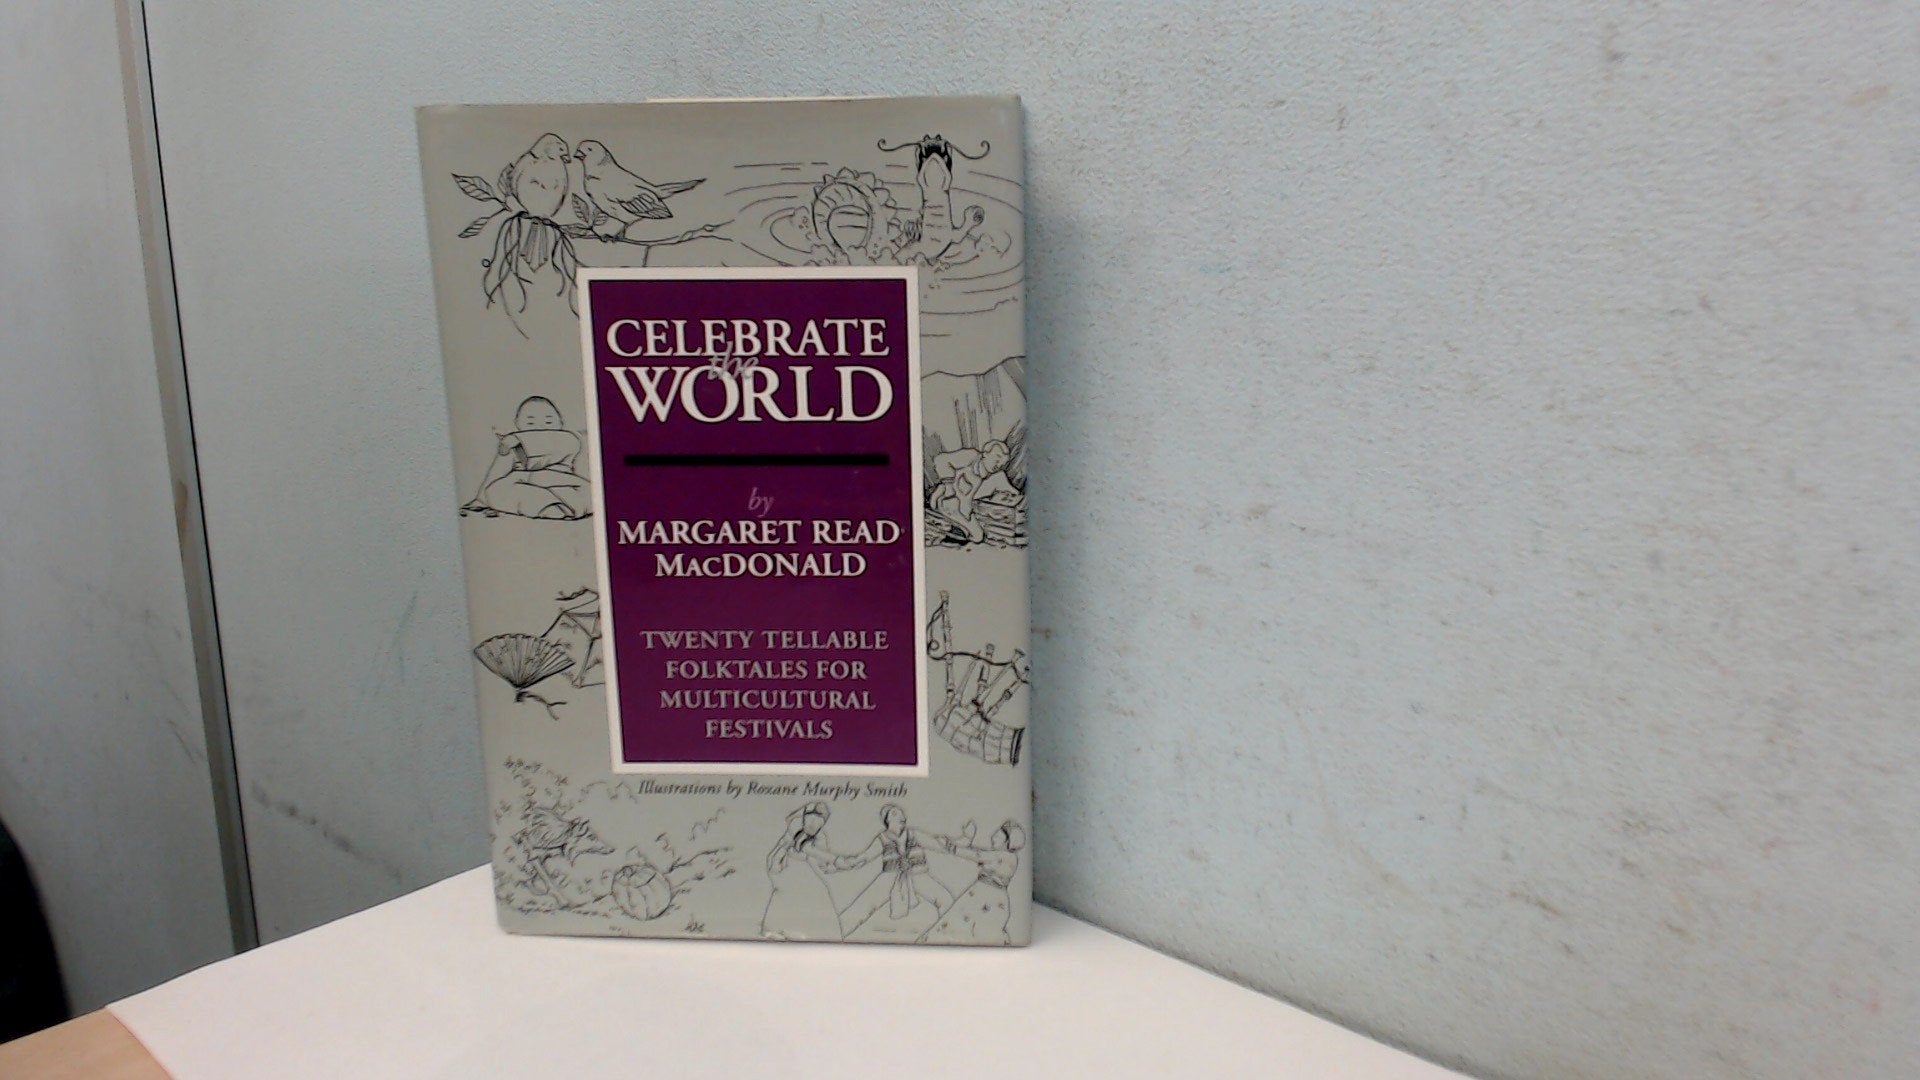 CELEBRATE
the
WORLD
by
MARGARET READ
MACDONALD
TWENTY TELLABLE
FOLKTALES FOR
MULTICULTURAL
FESTIVALS
Illustrations by Roxane Murphy Smith